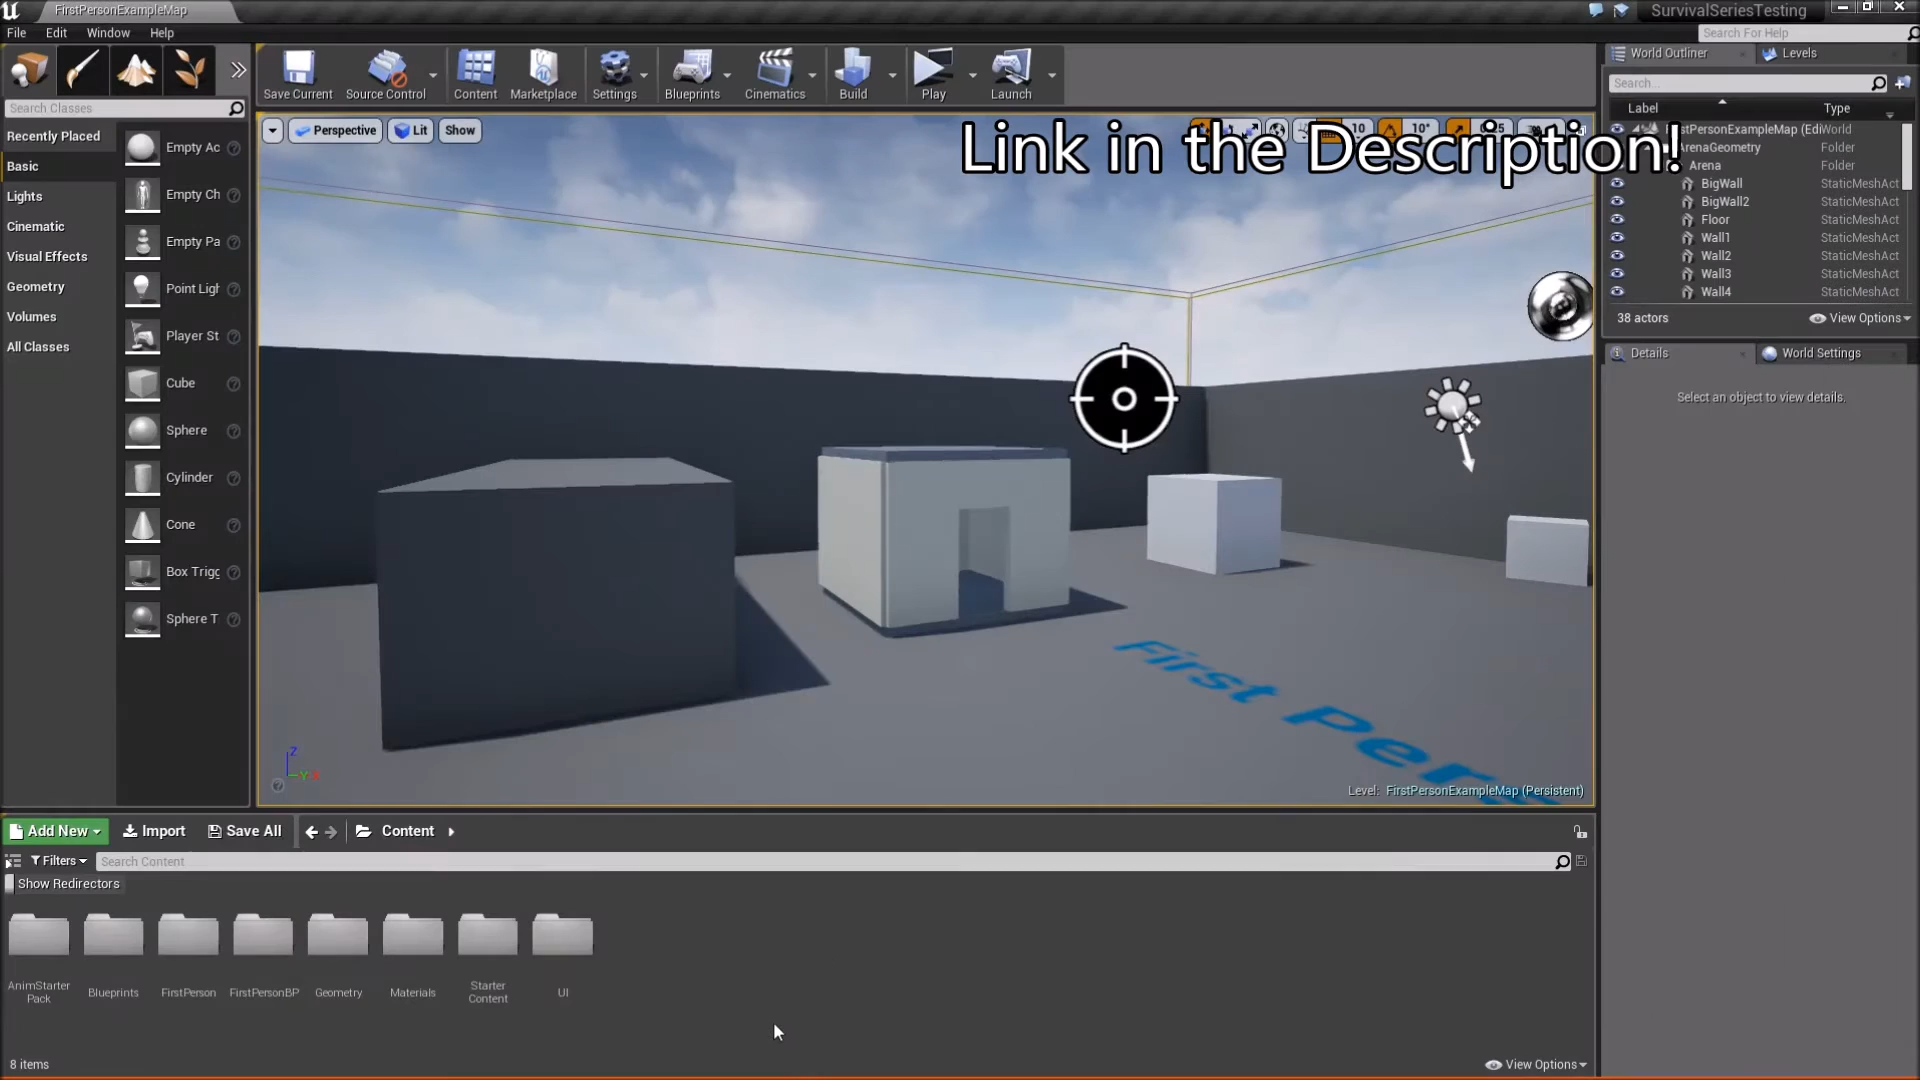 FirstPersonExampleMap
SurvivalSeriesTesting
File Edit Window Help
Search For Help
Save Current
Source Control
Content
Marketplace
Settings
Blueprints
Cinematics
Build
Play
Launch
World Outliner
Levels
Search Classes
Search...
Recently Placed
Basic
Lights
Cinematic
Visual Effects
Geometry
Volumes
All Classes
Empty Ac
Empty Ch
Empty Pa
Point Ligh
Player St
Cube
Sphere
Cylinder
Cone
Box Trigg
Sphere T
Perspective
Lit
Show
10
10°
Link in the Description!
Label Type
FirstPersonExampleMap (Edi World
ArenaGeometry Folder
Arena Folder
BigWall StaticMeshAct
BigWall2 StaticMeshAct
Floor StaticMeshAct
Wall1 StaticMeshAct
Wall2 StaticMeshAct
Wall3 StaticMeshAct
Wall4 StaticMeshAct
38 actors
View Options
Details
World Settings
Select an object to view details.
First Per
Z
Y X
Level: FirstPersonExampleMap (Persistent)
Add New
Import
Save All
Content
Filters
Search Content
Show Redirectors
AnimStarter
Pack
Blueprints
FirstPerson
FirstPersonBP
Geometry
Materials
Starter
Content
UI
8 items
View Options